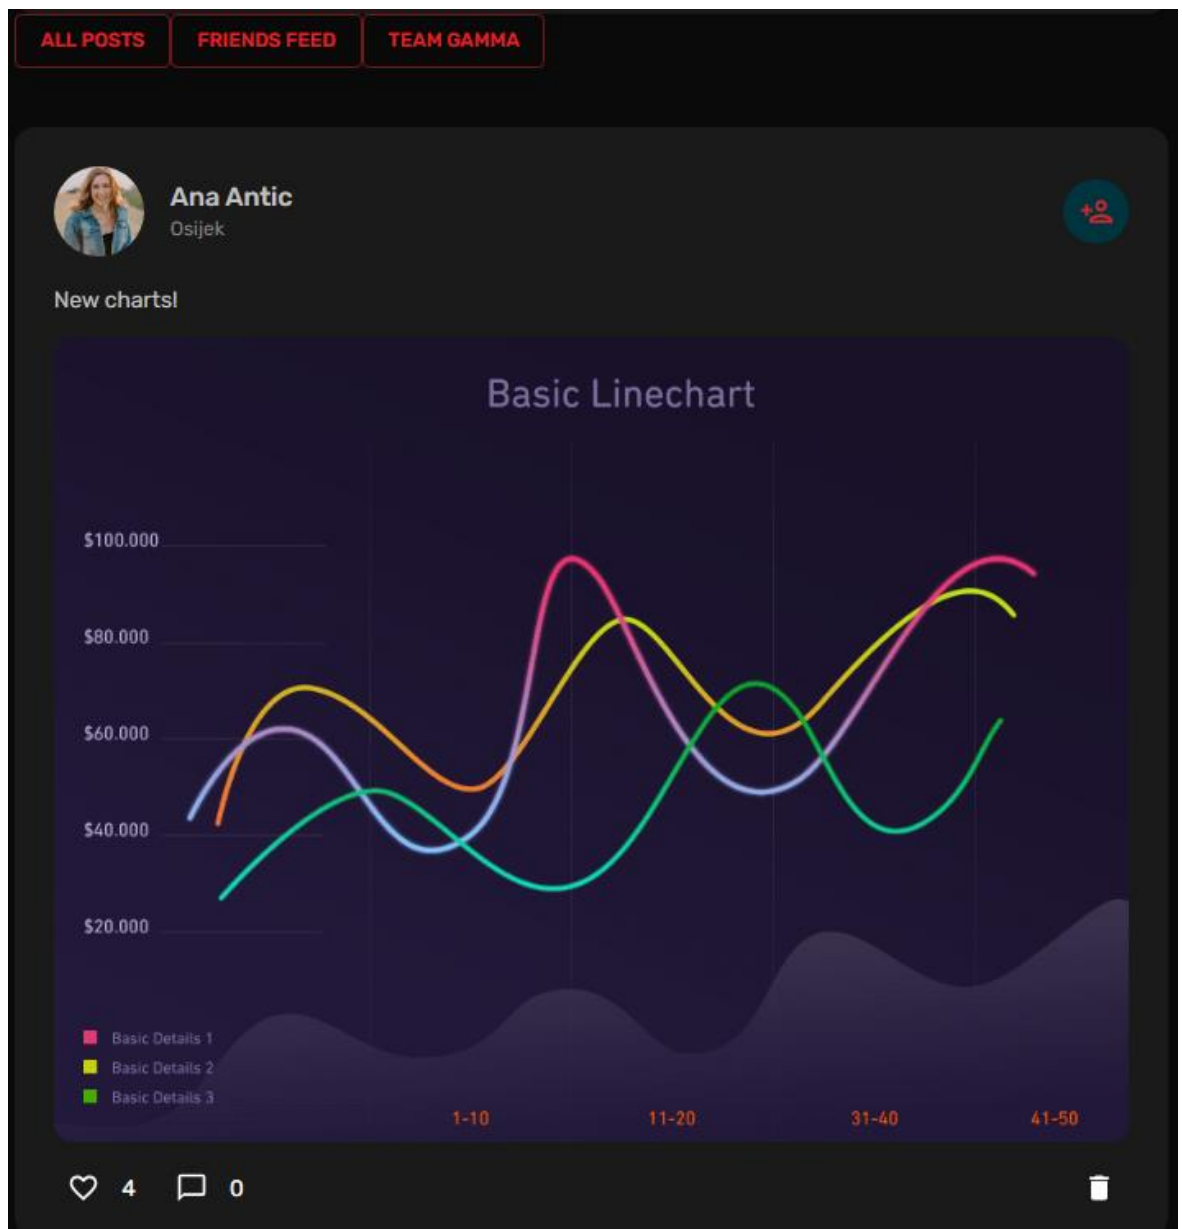 ALL POSTS FRIENDS FEED TEAM GAMMA
Ana Antic
Osijek
New charts!
Basic Linechart
$100.000
$80.000
$60.000
$40.000
$20.000
Basic Details 1
Basic Details 2
Basic Details 3
1-10 11-20 31-40 41-50
4 0